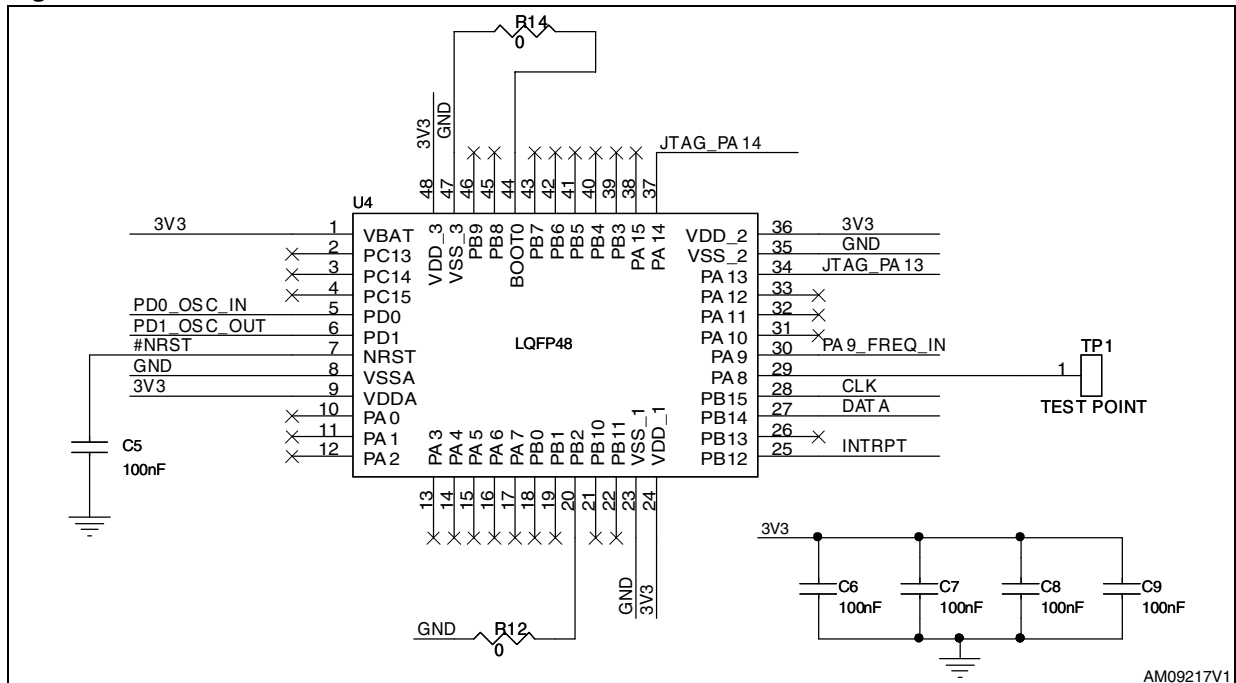 R14
0
3V3
GND
JTAG_PA14
48
47
46
45
44
43
42
41
40
39
38
37
U4
VDD_3
VSS_3
PB9
PB8
BOOT0
PB7
PB6
PB5
PB4
PB3
PA15
PA14
3V3 1 VBAT
2 PC13
3 PC14
4 PC15
PD0_OSC_IN 5 PD0
PD1_OSC_OUT 6 PD1
#NRST 7 NRST
GND 8 VSSA
3V3 9 VDDA
10 PA0
11 PA1
12 PA2
LQFP48
VDD_2 36 3V3
VSS_2 35 GND
PA13 34 JTAG_PA13
PA12 33
PA11 32
PA10 31
PA9 30 PA9_FREQ_IN
PA8 29
PB15 28 CLK
PB14 27 DATA
PB13 26
PB12 25 INTRPT
1 TP1
TEST POINT
C5
100nF
PA3
PA4
PA5
PA6
PA7
PB0
PB1
PB2
PB10
PB11
VSS_1
VDD_1
13
14
15
16
17
18
19
20
21
22
23
24
GND
3V3
GND R12
0
3V3
C6
100nF
C7
100nF
C8
100nF
C9
100nF
AM09217V1